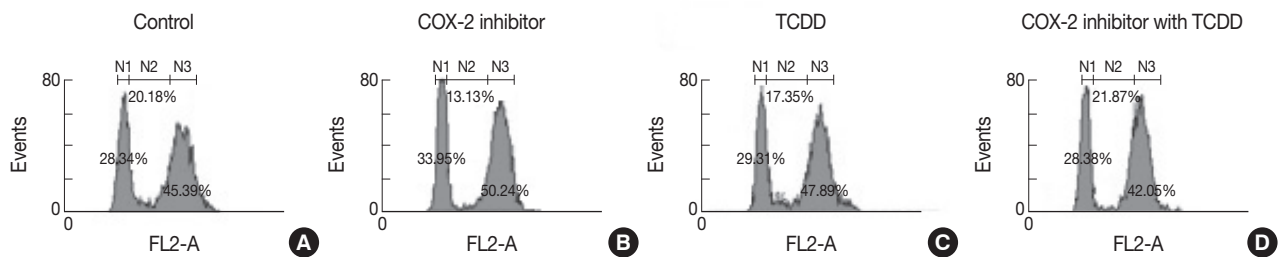 Control
N1 N2 N3
80
20.18%
28.34%
45.39%
Events
0
0
FL2-A
A
COX-2 inhibitor
N1 N2 N3
80
13.13%
33.95%
50.24%
Events
0
0
FL2-A
B
TCDD
N1 N2 N3
80
17.35%
29.31%
47.89%
Events
0
0
FL2-A
C
COX-2 inhibitor with TCDD
N1 N2 N3
80
21.87%
28.38%
42.05%
Events
0
0
FL2-A
D